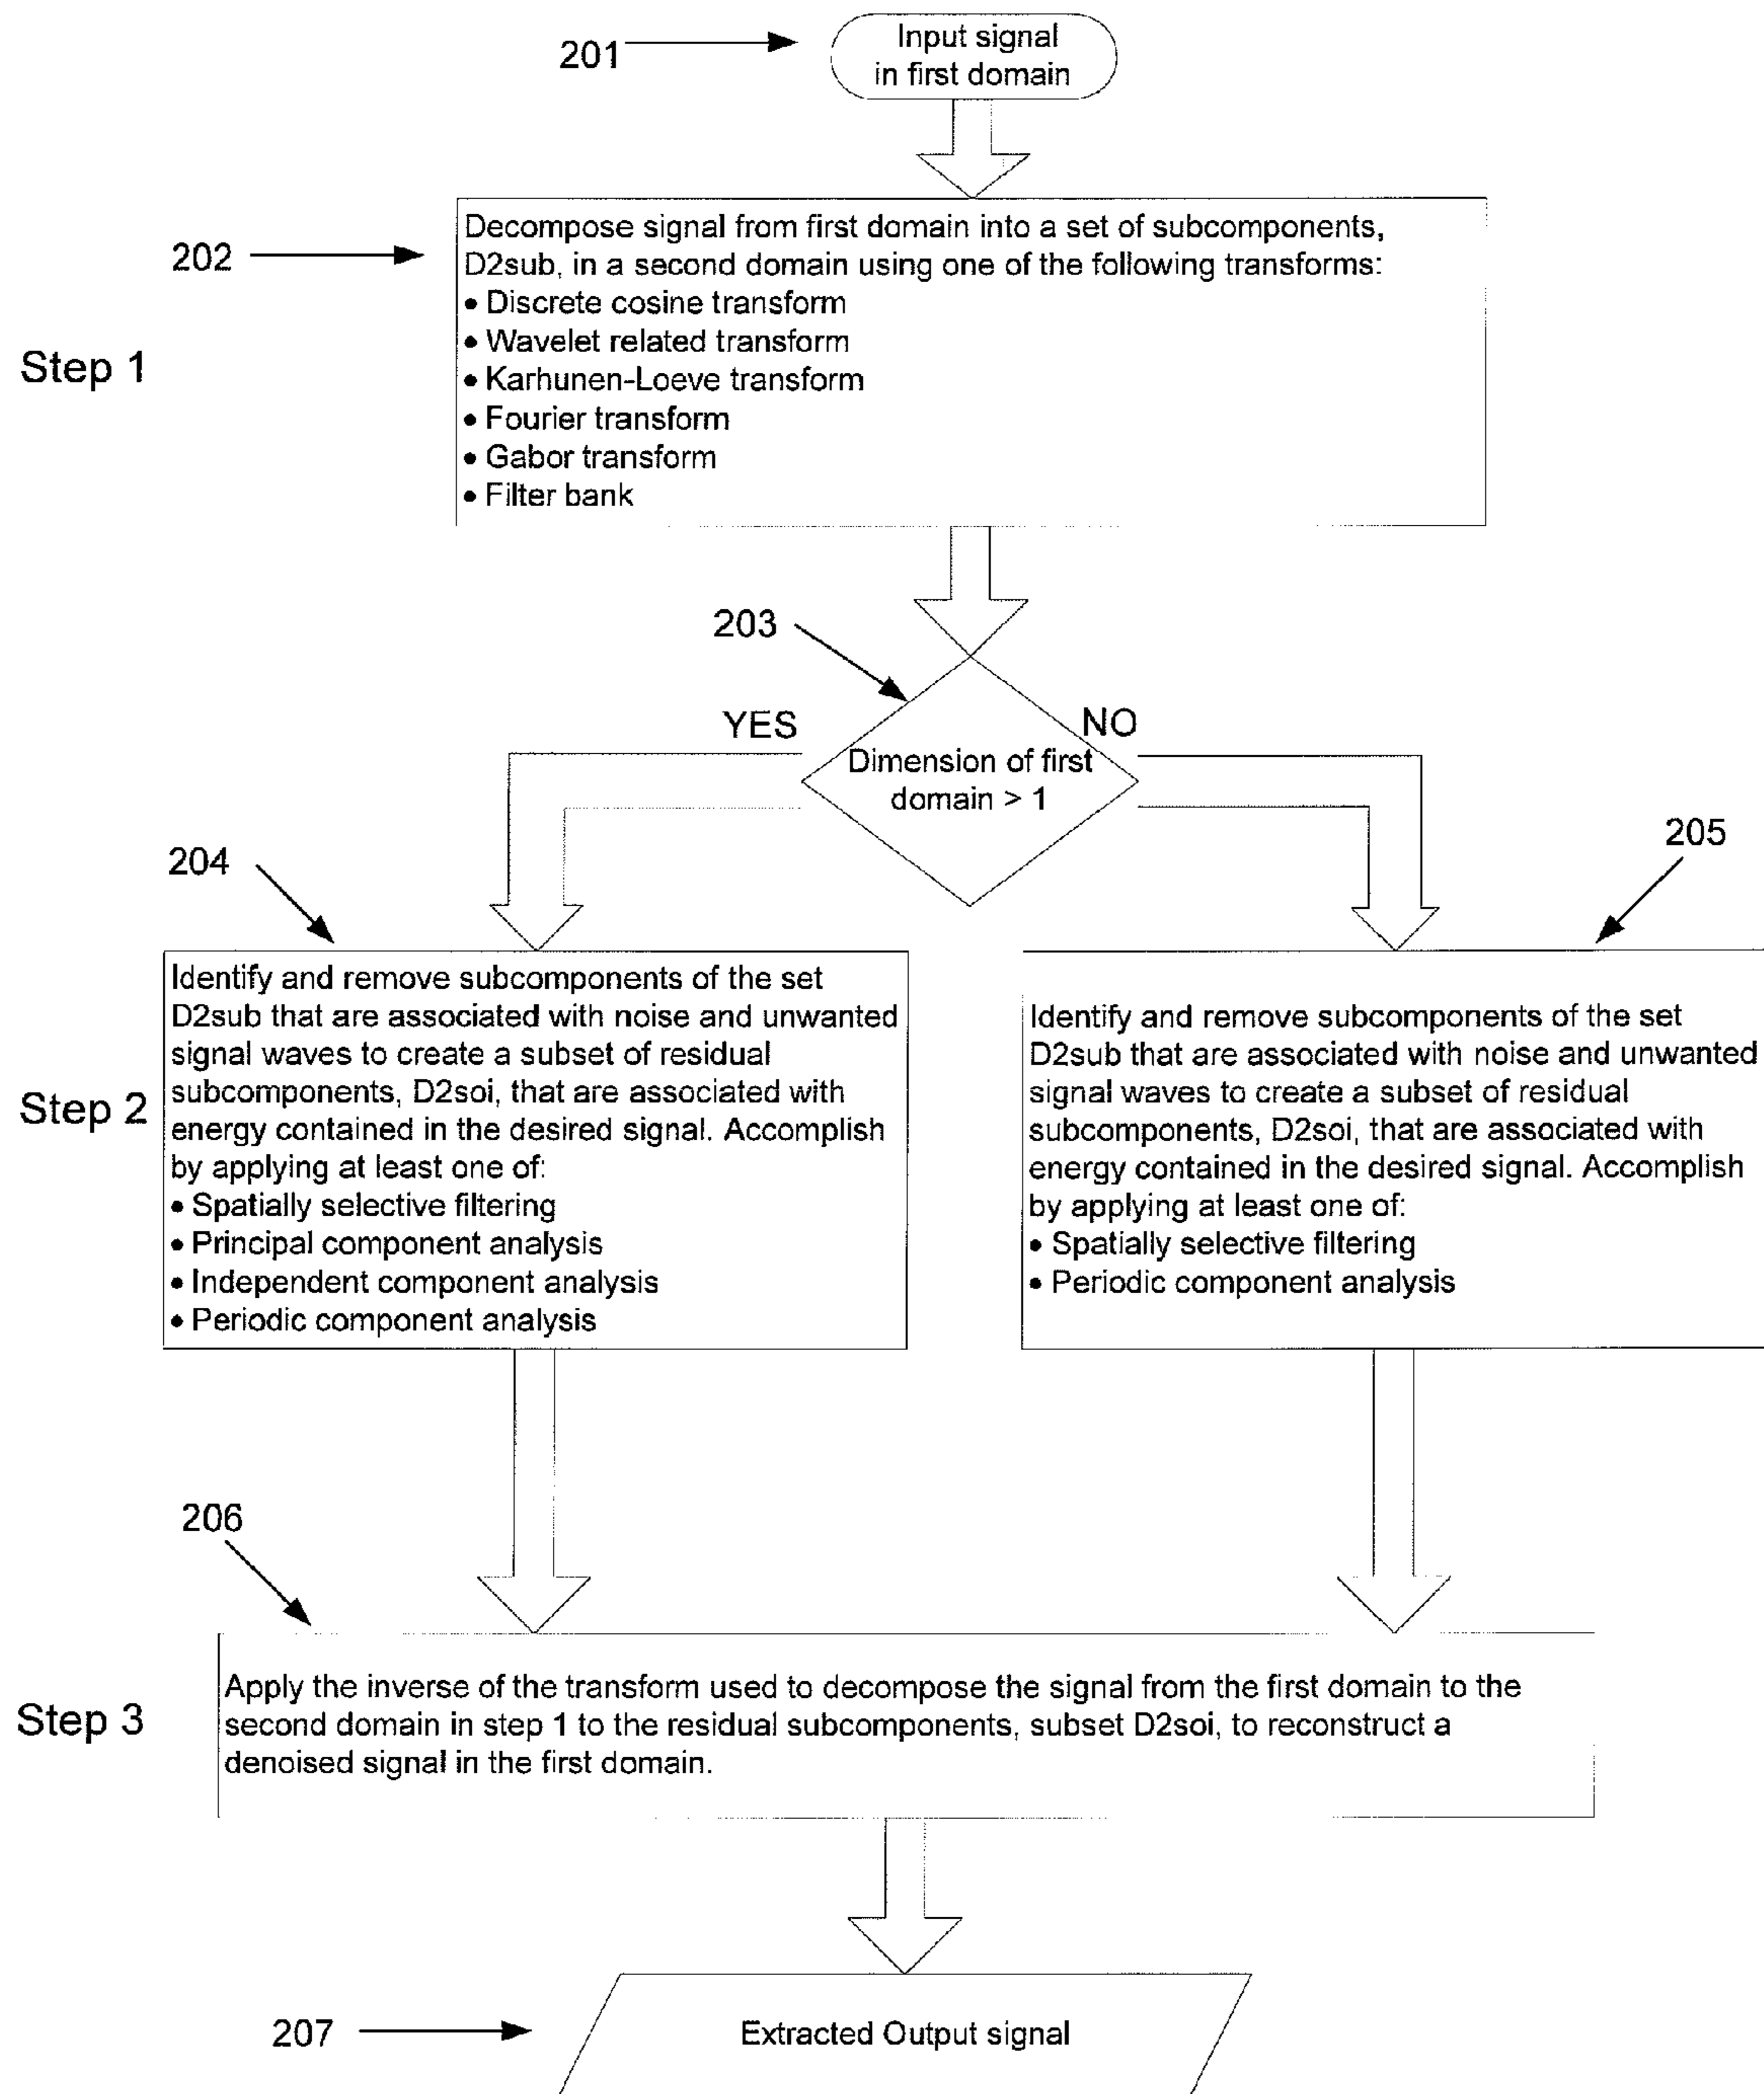 201
Input signal
in first domain
202
Step 1
Decompose signal from first domain into a set of subcomponents,
D2sub, in a second domain using one of the following transforms:
• Discrete cosine transform
• Wavelet related transform
• Karhunen-Loeve transform
• Fourier transform
• Gabor transform
• Filter bank
203
YES
NO
Dimension of first
domain > 1
204
205
Step 2
Identify and remove subcomponents of the set
D2sub that are associated with noise and unwanted
signal waves to create a subset of residual
subcomponents, D2soi, that are associated with
energy contained in the desired signal. Accomplish
by applying at least one of:
• Spatially selective filtering
• Principal component analysis
• Independent component analysis
• Periodic component analysis
Identify and remove subcomponents of the set
D2sub that are associated with noise and unwanted
signal waves to create a subset of residual
subcomponents, D2soi, that are associated with
energy contained in the desired signal. Accomplish
by applying at least one of:
• Spatially selective filtering
• Periodic component analysis
206
Step 3
Apply the inverse of the transform used to decompose the signal from the first domain to the
second domain in step 1 to the residual subcomponents, subset D2soi, to reconstruct a
denoised signal in the first domain.
207
Extracted Output signal